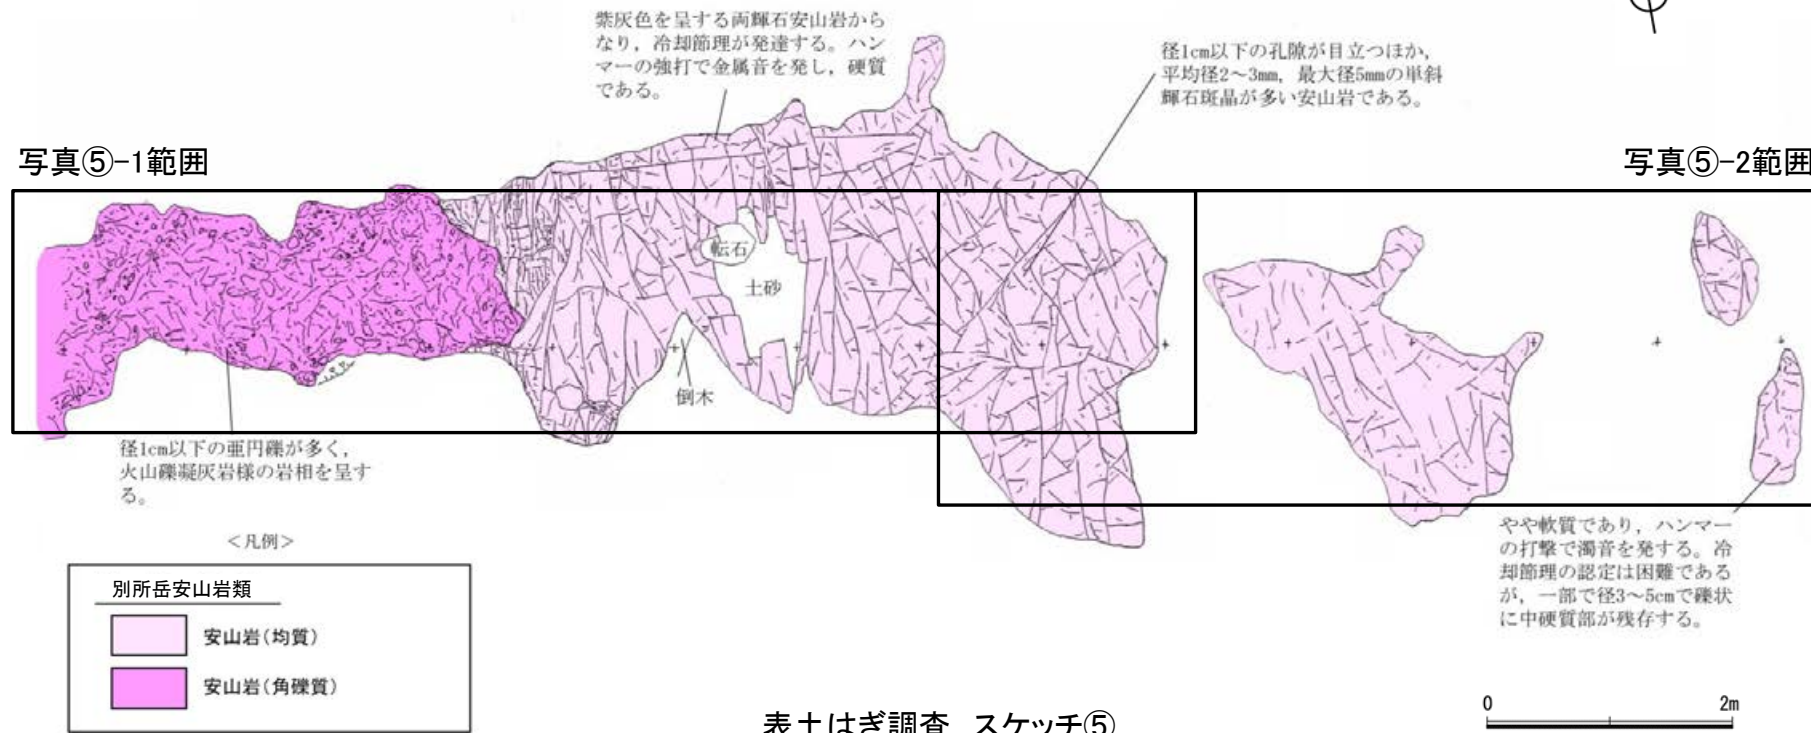 紫灰色を呈する両輝石安山岩から
なり，冷却節理が発達する。ハン
マーの強打で金属音を発し，硬質
である。
径1cm以下の孔隙が目立つほか，
平均径2～3mm，最大径5mmの単斜
輝石斑晶が多い安山岩である。
写真⑤-1範囲
写真⑤-2範囲
転石
土砂
倒木
径1cm以下の亜円礫が多く，
火山礫凝灰岩様の岩相を呈す
る。
やや軟質であり，ハンマー
の打撃で濁音を発する。冷
却節理の認定は困難である
が，一部で径3～5cmで礫状
に中硬質部が残存する。
＜凡例＞
別所岳安山岩類
安山岩(均質)
安山岩(角礫質)
0 2m
表土はぎ調査 スケッチ⑤